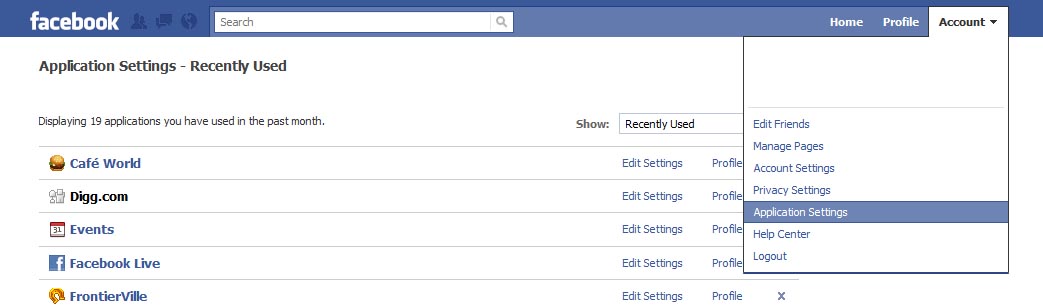 facebook Search Home Profile Account
Application Settings - Recently Used
Displaying 19 applications you have used in the past month. Show: Recently Used
Edit Friends
Manage Pages
Account Settings
Privacy Settings
Application Settings
Help Center
Logout
Café World Edit Settings Profile
Digg.com Edit Settings Profile
31 Events Edit Settings Profile
Facebook Live Edit Settings Profile
FrontierVille Edit Settings Profile x